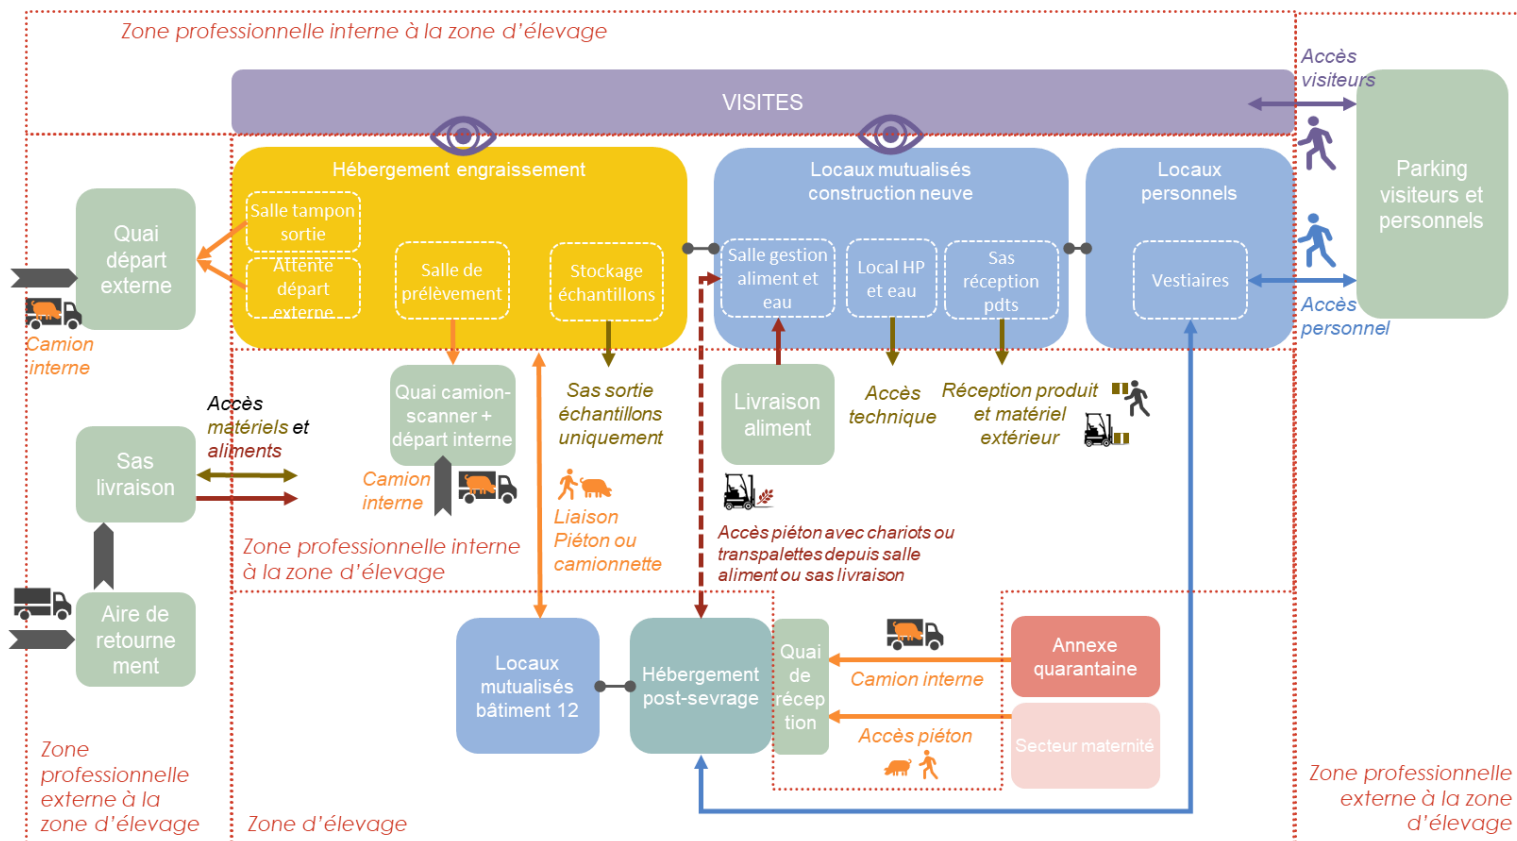 Zone professionnelle interne à la zone d'élevage
Accès
visiteurs
VISITES
Hébergement engraissement
Locaux mutualisés
construction neuve
Locaux
personnels
Parking
visiteurs et
personnels
Salle tampon
sortie
Quai
départ
externe
Attente
départ
externe
Salle de
prélèvement
Stockage
échantillons
Salle gestion
aliment et
eau
Local HP
et eau
Sas
réception
pdts
Vestiaires
Accès
personnel
Camion
interne
Quai camion-
scanner +
départ interne
Sas sortie
échantillons
uniquement
Livraison
aliment
Accès
technique
Réception produit
et matériel
extérieur
Accès
matériels et
aliments
Sas
livraison
Camion
interne
Liaison
Piéton ou
camionnette
Accès piéton avec chariots ou
transpalettes depuis salle
aliment ou sas livraison
Zone professionnelle interne
à la zone d'élevage
Aire de
retourne
ment
Locaux
mutualisés
bâtiment 12
Hébergement
post-sevrage
Quai
de
récep
tion
Camion interne
Annexe
quarantaine
Accès piéton
Secteur maternité
Zone
professionnelle
externe à la
zone d'élevage
Zone d'élevage
Zone professionnelle
externe à la zone
d'élevage